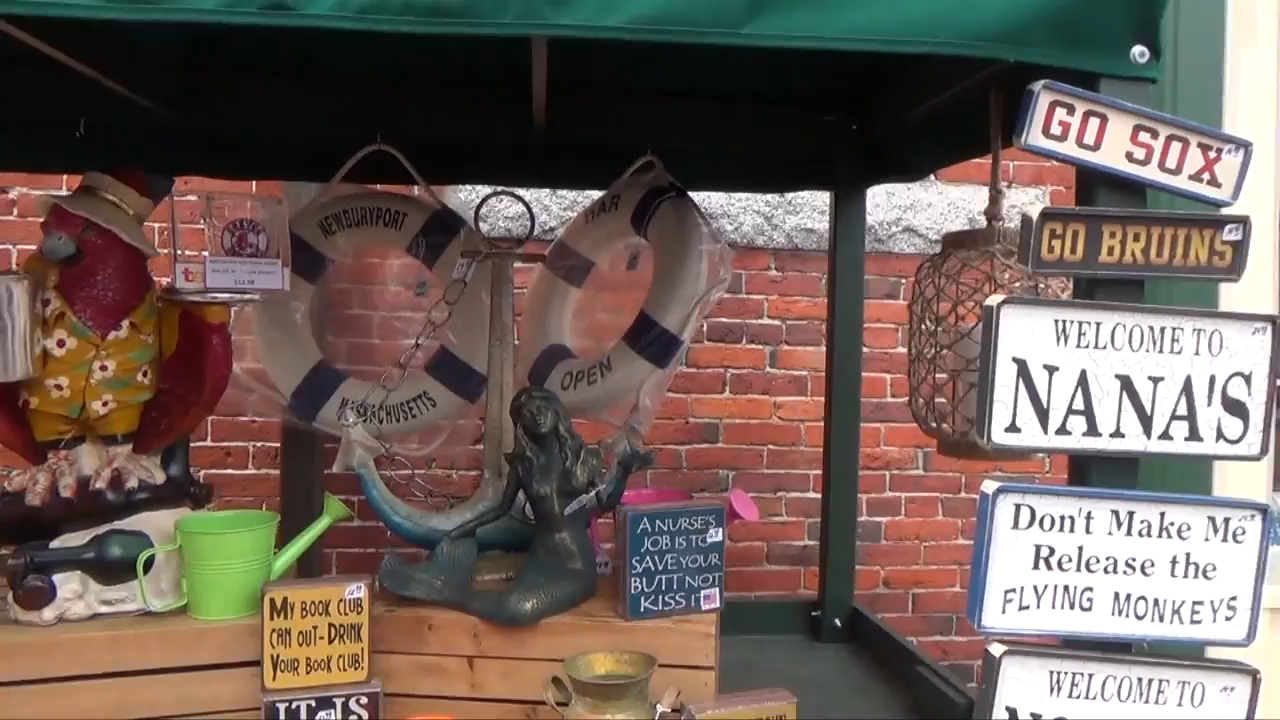 GO SOX
GO BRUINS
WELCOME TO
NANA'S
Don't Make Me
Release the
FLYING MONKEYS
WELCOME TO
NEWBURYPORT
MASSACHUSETTS
BAR
OPEN
A NURSE'S
JOB IS TO
SAVE YOUR
BUTT NOT
KISS IT
MY BOOK CLUB
CAN OUT-DRINK
YOUR BOOK CLUB!
IT IS